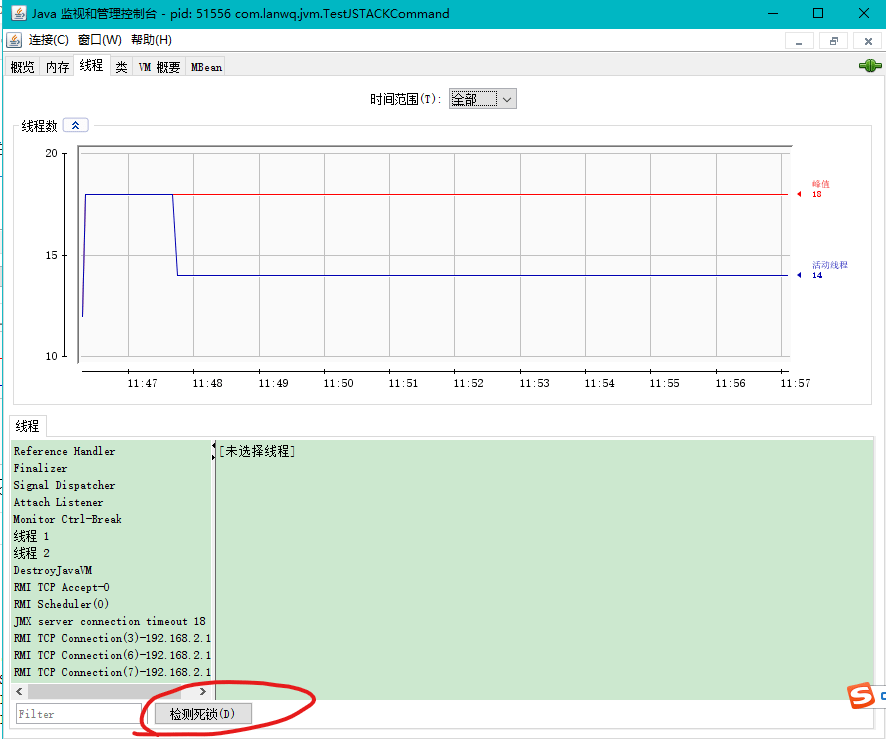 Java 监视和管理控制台 - pid: 51556 com.lanwq.jvm.TestJSTACKCommand
连接(C) 窗口(W) 帮助(H)
概览 内存 线程 类 VM 概要 MBean
时间范围(T): 全部
线程数
20
峰值
18
15
活动线程
14
10
11:47 11:48 11:49 11:50 11:51 11:52 11:53 11:54 11:55 11:56 11:57
线程
Reference Handler
[未选择线程]
Finalizer
Signal Dispatcher
Attach Listener
Monitor Ctrl-Break
线程 1
线程 2
DestroyJavaVM
RMI TCP Accept-0
RMI Scheduler(0)
JMX server connection timeout 18
RMI TCP Connection(3)-192.168.2.1
RMI TCP Connection(6)-192.168.2.1
RMI TCP Connection(7)-192.168.2.1
Filter
检测死锁(D)